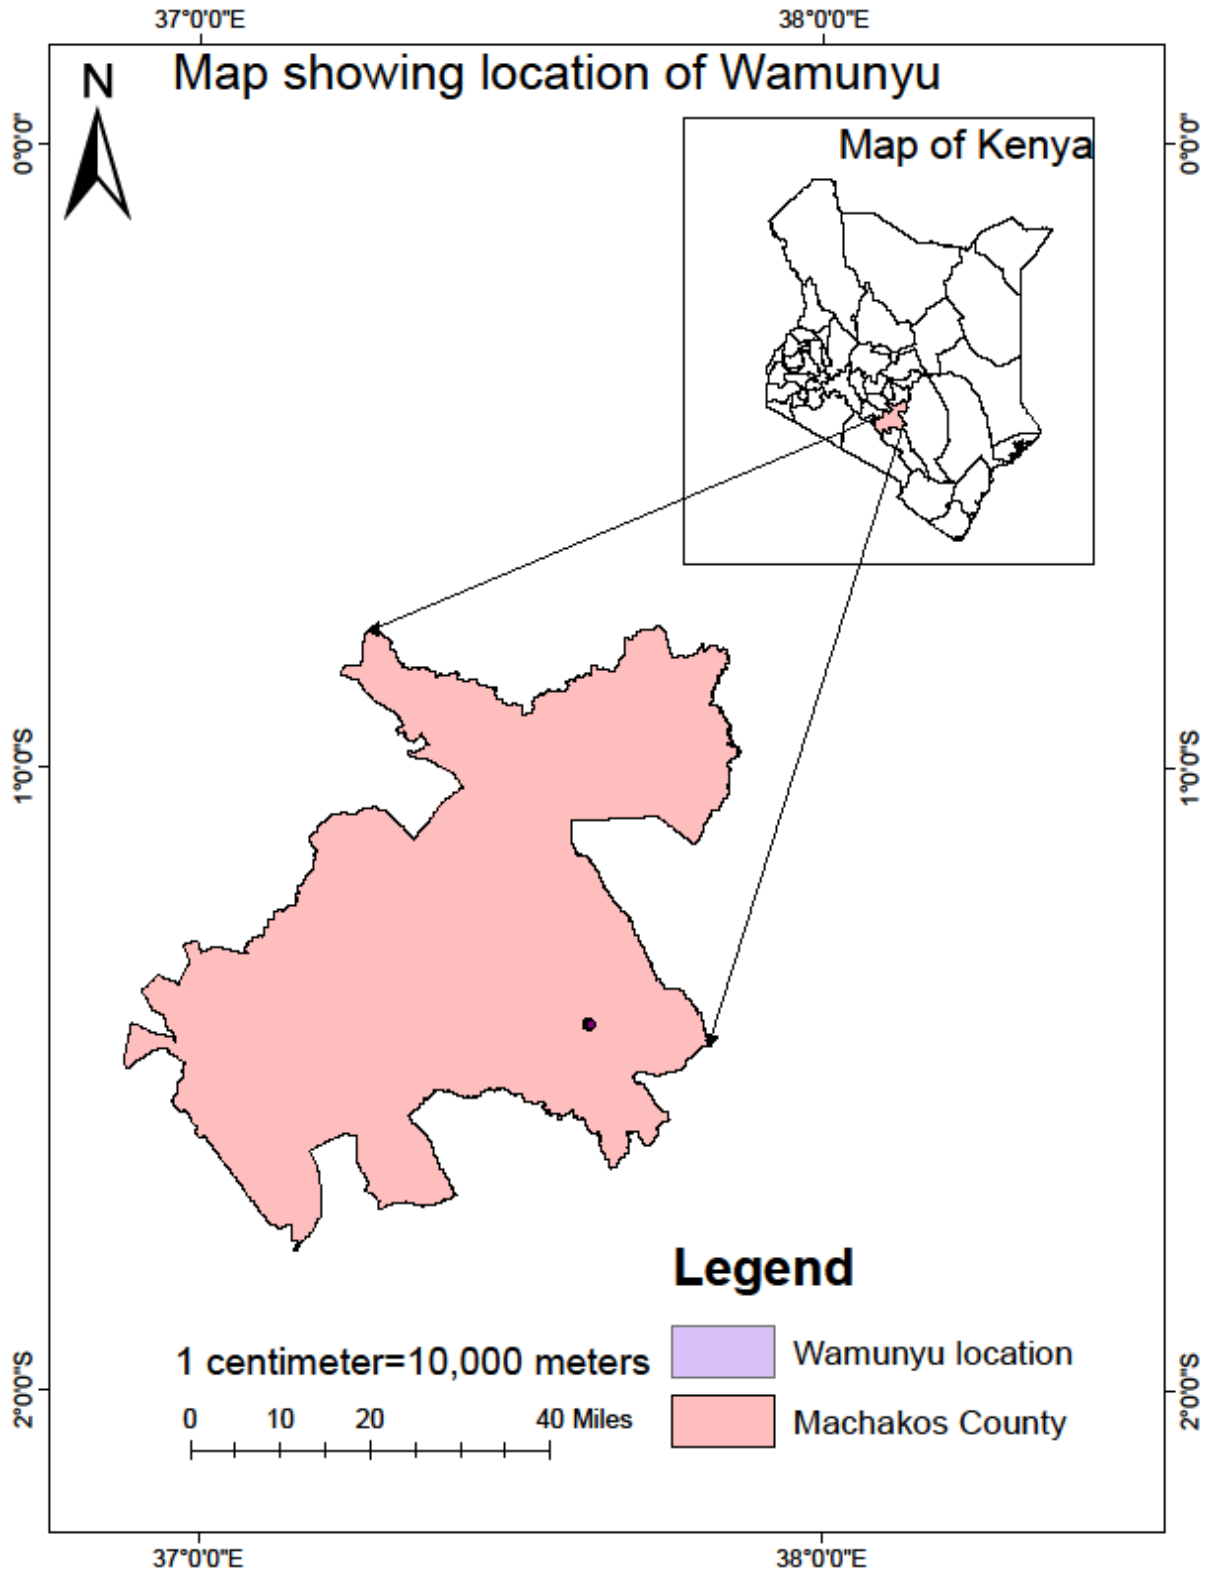 37°0'0"E 38°0'0"E
Map showing location of Wamunyu
N
Map of Kenya
0°0'0" 0°0'0"
1°0'0"S 1°0'0"S
2°0'0"S 2°0'0"S
Legend
Wamunyu location
Machakos County
1 centimeter=10,000 meters
0 10 20 40 Miles
37°0'0"E 38°0'0"E